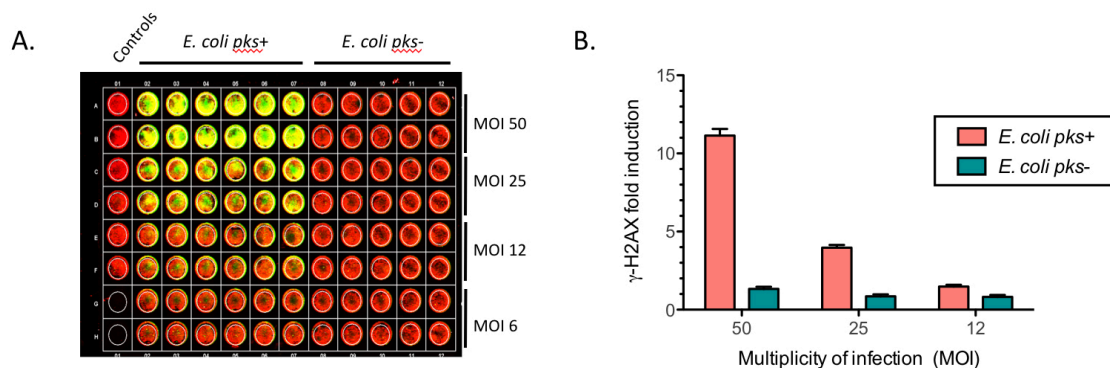 A.
Controls
E. coli pks+
E. coli pks-
01 02 03 04 05 06 07 08 09 10 11 12
A
B
C
D
E
F
G
H
01 02 03 04 05 06 07 08 09 10 11 12
MOI 50
MOI 25
MOI 12
MOI 6
B.
γ-H2AX fold induction
15
10
5
0
50 25 12
Multiplicity of infection (MOI)
E. coli pks+
E. coli pks-